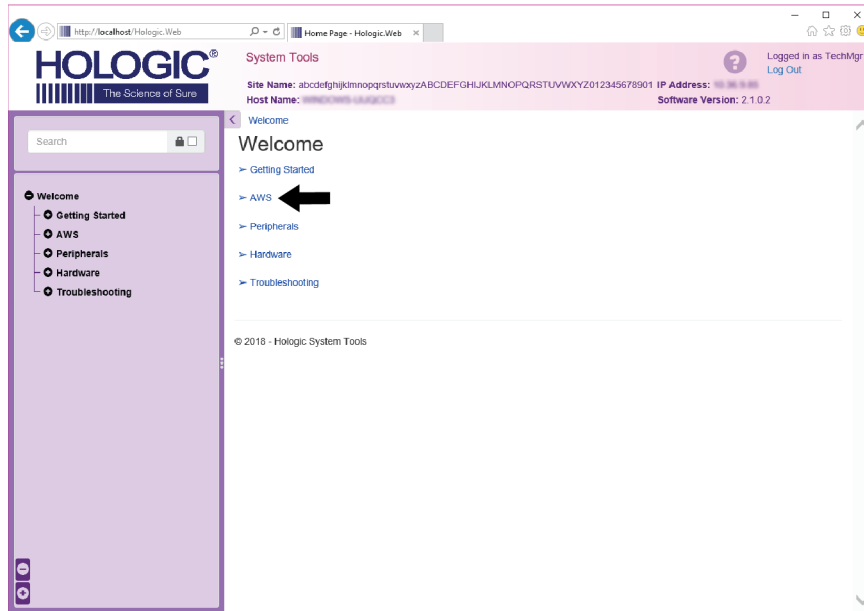 http://localhost/Hologic.Web
Home Page - Hologic.Web
HOLOGIC®
The Science of Sure
System Tools
Logged in as TechMgr
Log Out
Site Name: abcdefghijklmnopqrstuvwxyzABCDEFGHIJKLMNOPQRSTUVWXYZ012345678901 IP Address:
Host Name:
Software Version: 2.1.0.2
Search
Welcome
Getting Started
AWS
Peripherals
Hardware
Troubleshooting
Welcome
Welcome
➢ Getting Started
➢ AWS
➢ Peripherals
➢ Hardware
➢ Troubleshooting
© 2018 - Hologic System Tools